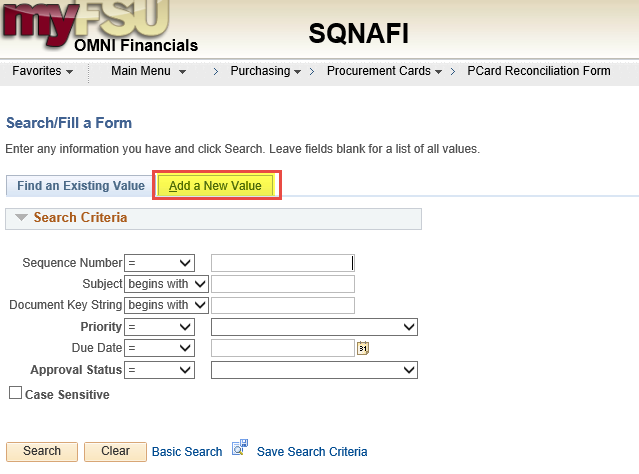 myFSU
OMNI Financials
SQNAFI
Favorites Main Menu > Purchasing > Procurement Cards > PCard Reconciliation Form
Search/Fill a Form
Enter any information you have and click Search. Leave fields blank for a list of all values.
Find an Existing Value Add a New Value
Search Criteria
Sequence Number =
Subject begins with
Document Key String begins with
Priority =
Due Date = 31
Approval Status =
Case Sensitive
Search Clear Basic Search Save Search Criteria